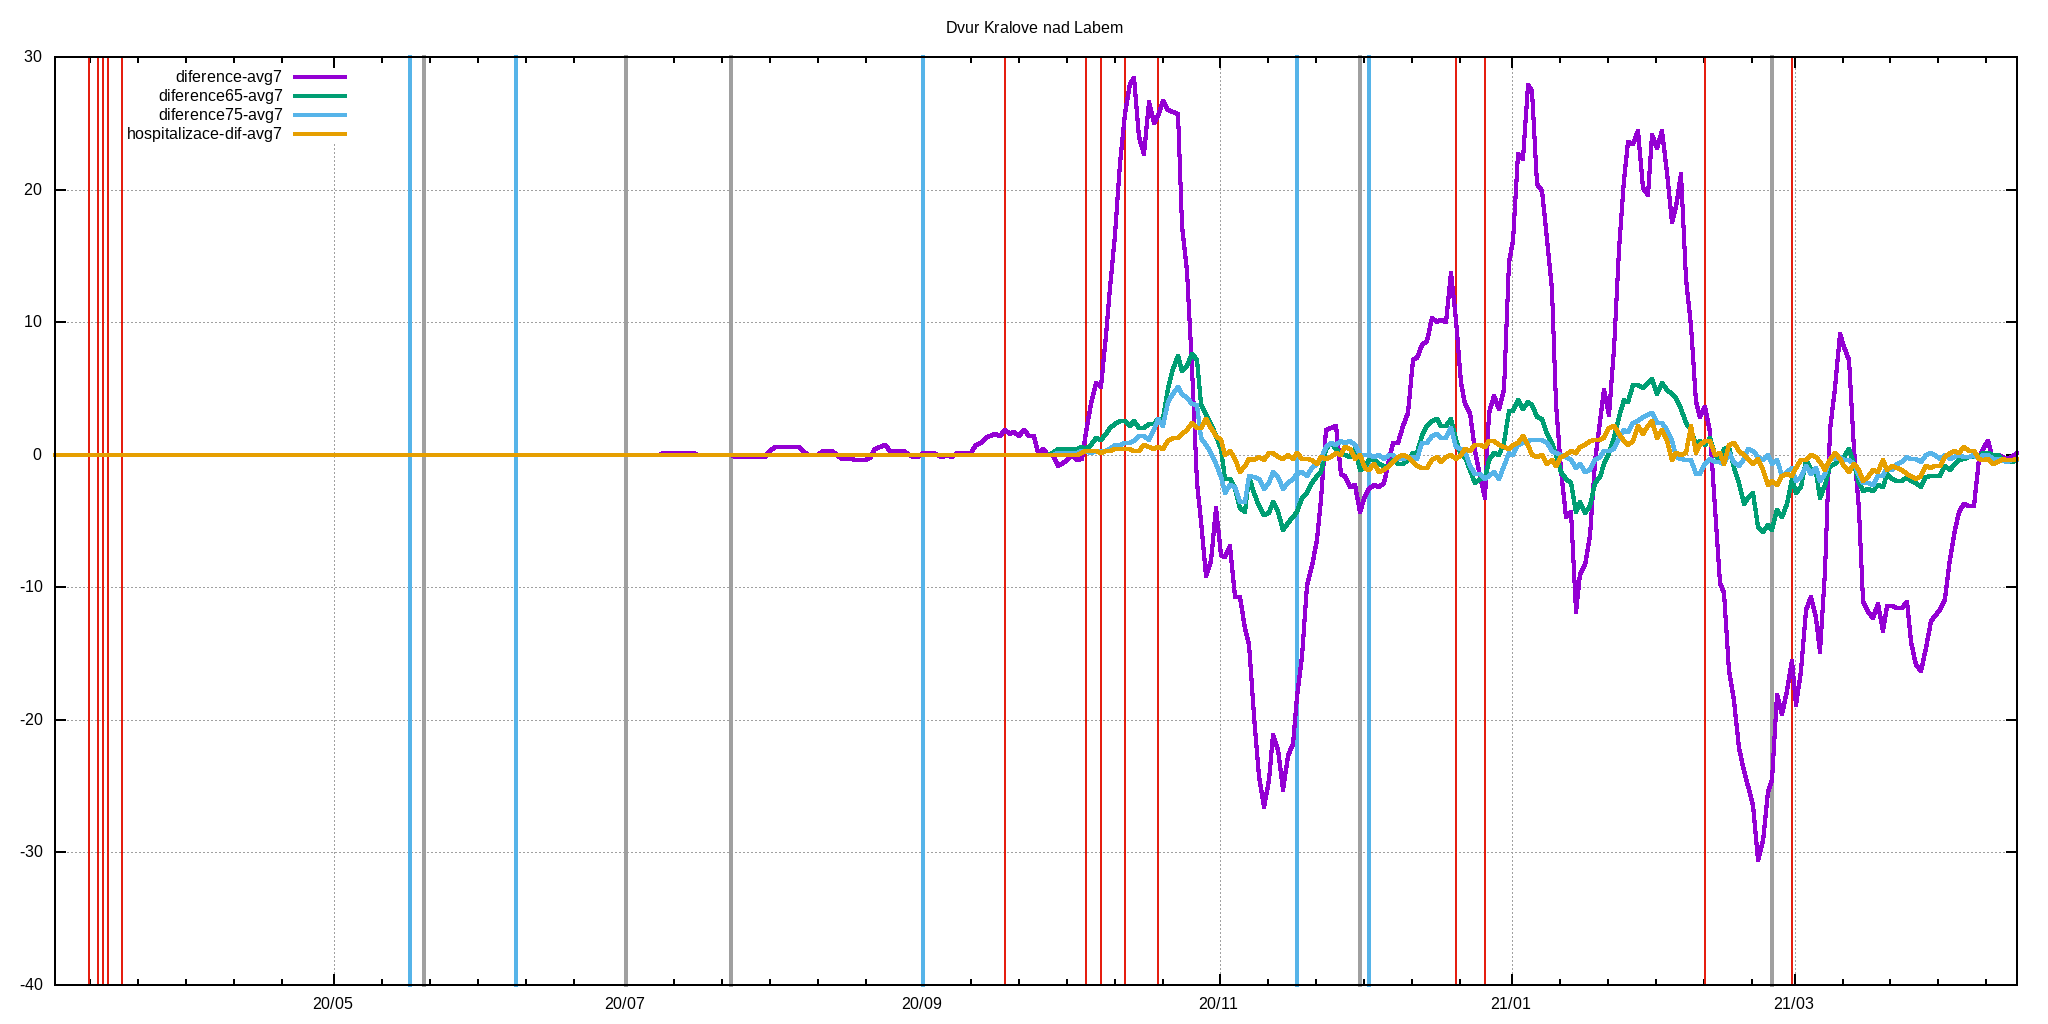 Dvur Kralove nad Labem
30
20
10
0
-10
-20
-30
-40
diference-avg7
diference65-avg7
diference75-avg7
hospitalizace-dif-avg7
20/05
20/07
20/09
20/11
21/01
21/03